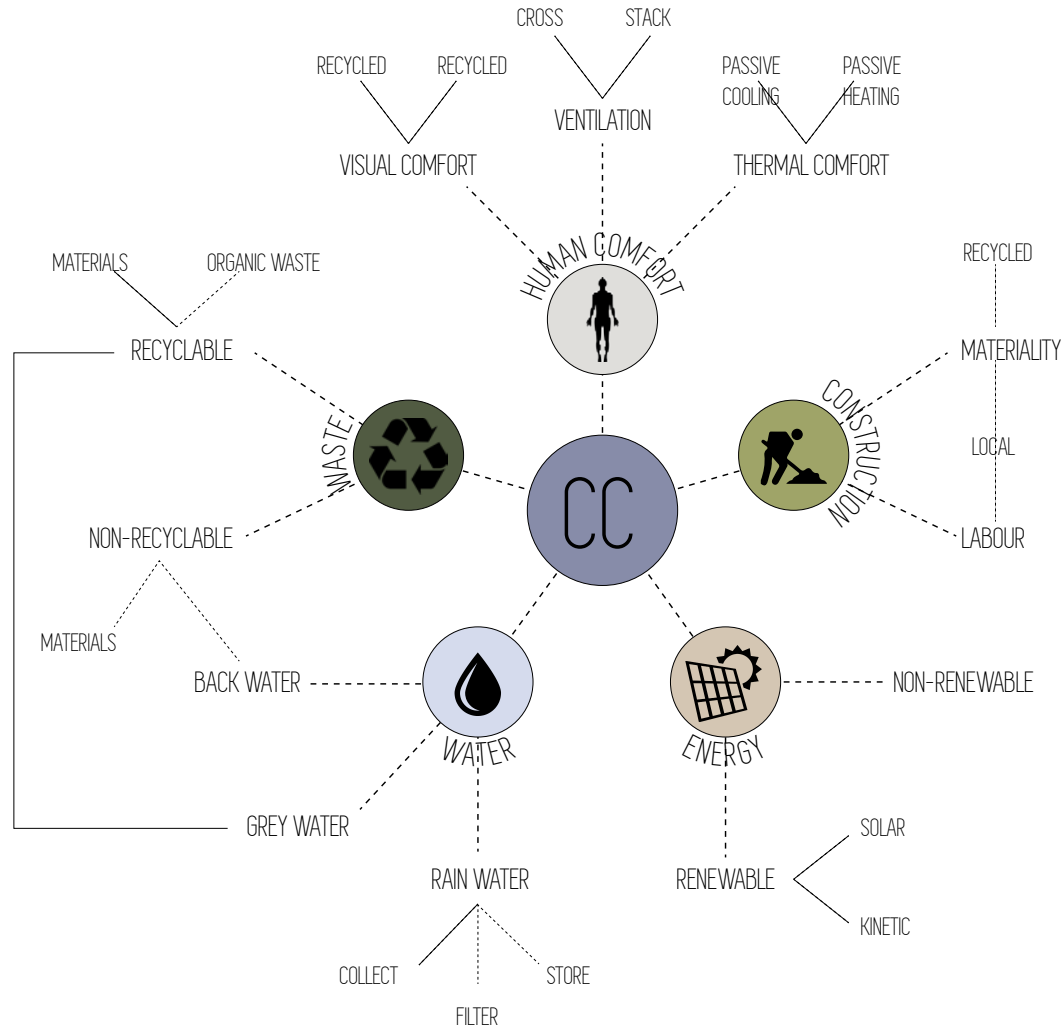 CROSS
STACK
RECYCLED
RECYCLED
PASSIVE
COOLING
PASSIVE
HEATING
VENTILATION
VISUAL COMFORT
THERMAL COMFORT
HUMAN COMFORT
MATERIALS
ORGANIC WASTE
RECYCLED
RECYCLABLE
MATERIALITY
WASTE
CONSTRUCTION
LOCAL
CC
NON-RECYCLABLE
LABOUR
MATERIALS
BACK WATER
NON-RENEWABLE
WATER
ENERGY
GREY WATER
SOLAR
RAIN WATER
RENEWABLE
KINETIC
COLLECT
STORE
FILTER